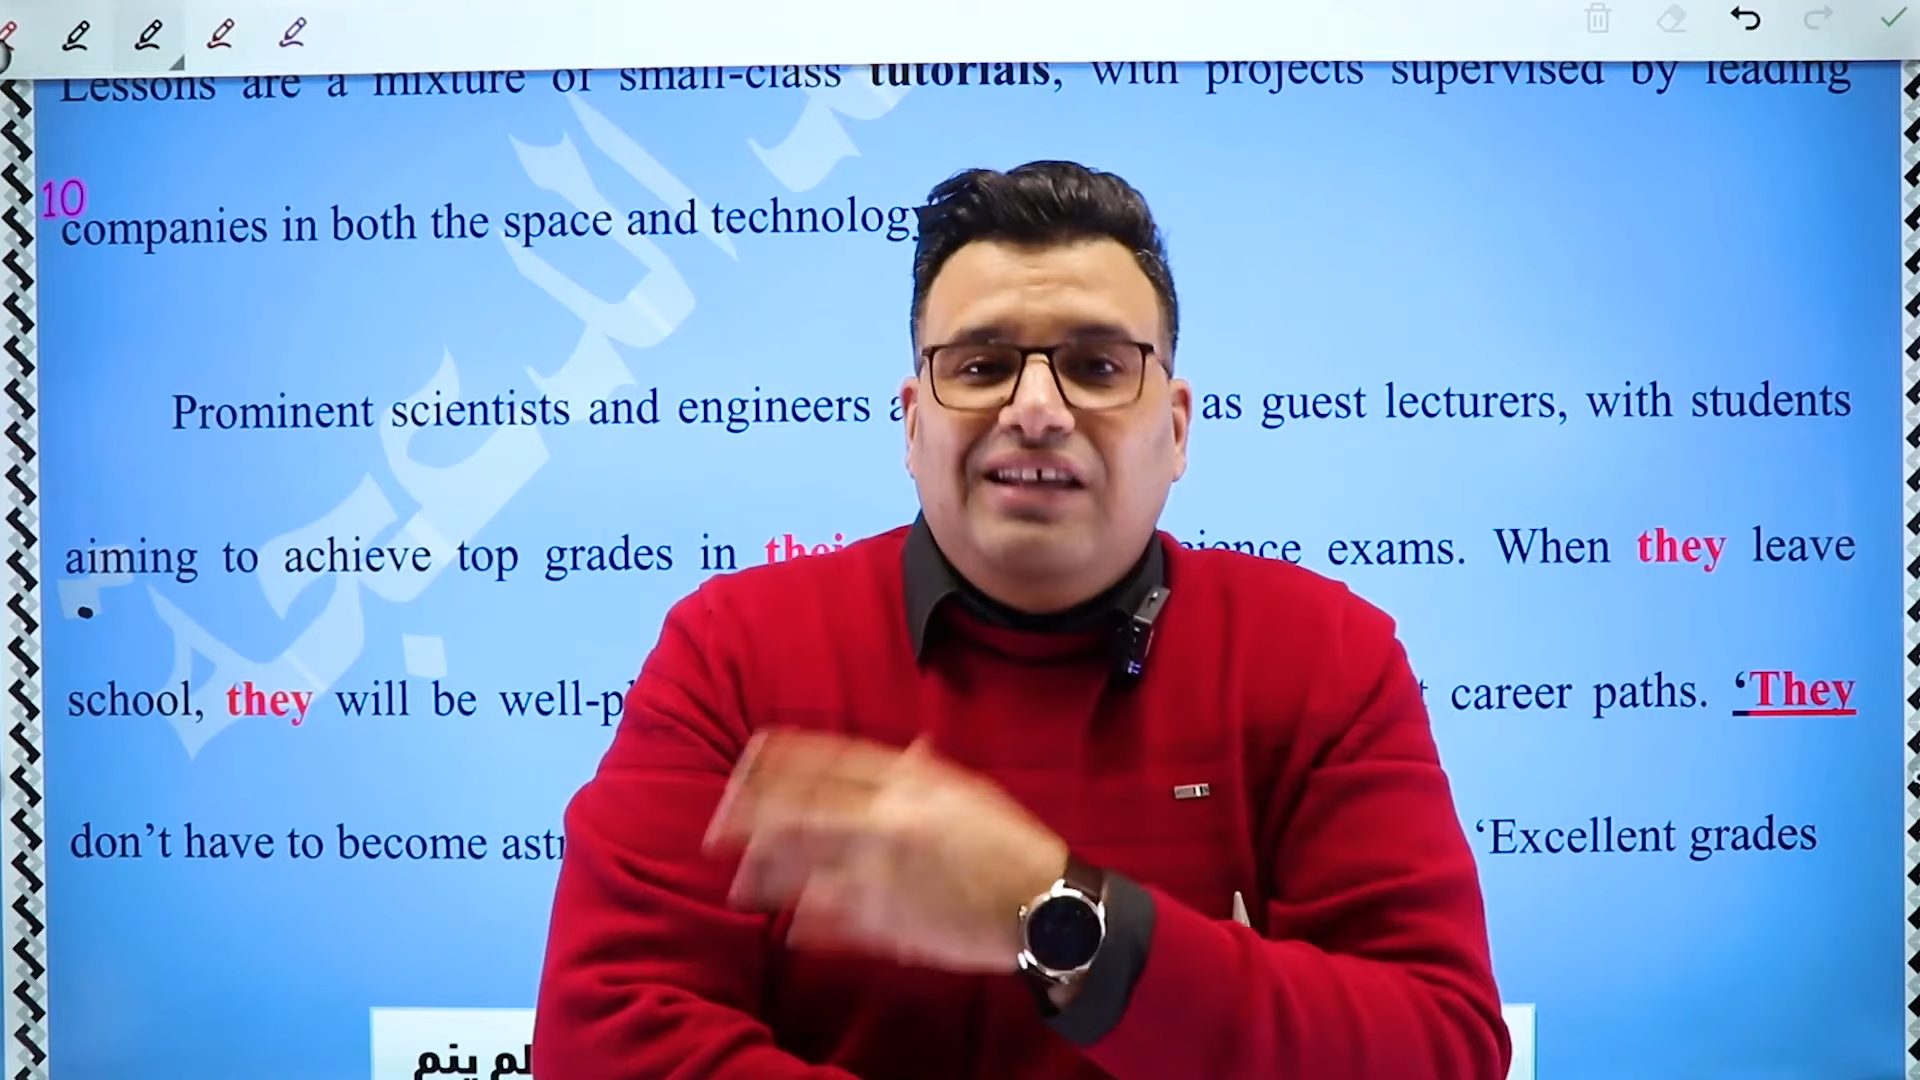 Lessons are a mixture of small-class tutorials, with projects supervised by leading
10
companies in both the space and technology
Prominent scientists and engineers as guest lecturers, with students
aiming to achieve top grades in exams. When they leave
school, they will be career paths. ‘They
don’t have to become ‘Excellent grades
ينم